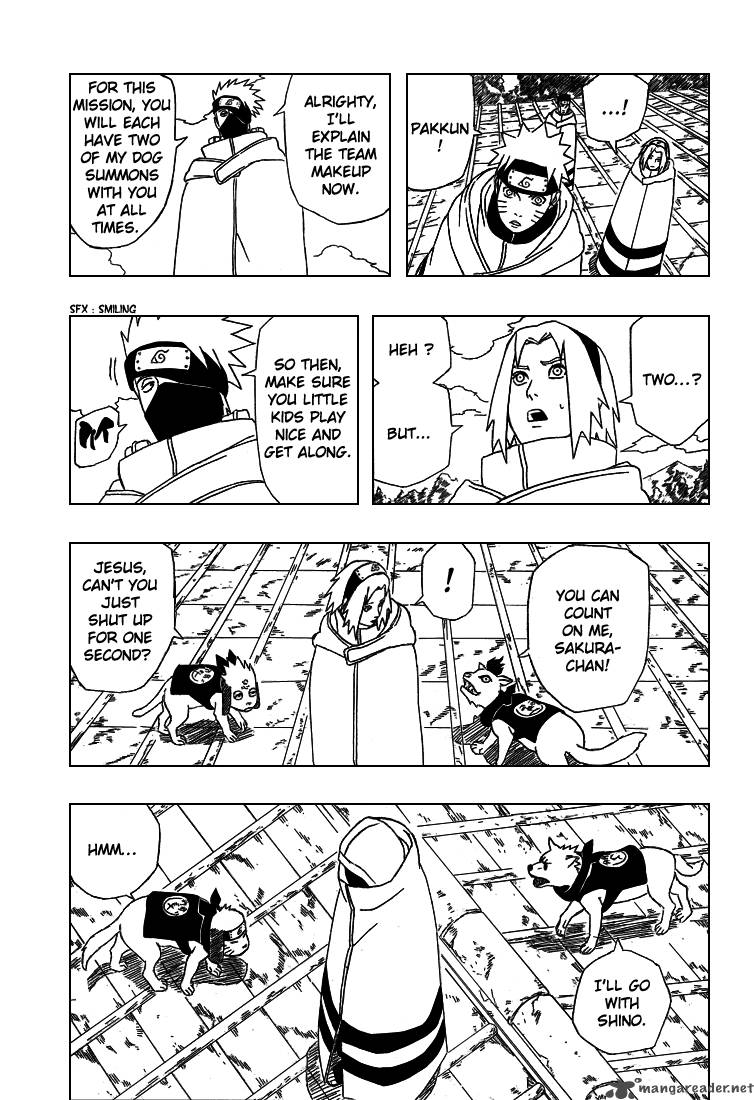 ...!
PAKKUN
!
ALRIGHTY,
I'LL
EXPLAIN
THE TEAM
MAKEUP
NOW.
FOR THIS
MISSION, YOU
WILL EACH
HAVE TWO
OF MY DOG
SUMMONS
WITH YOU
AT ALL
TIMES.
TWO...?
HEH ?
BUT...
SFX : SMILING
SO THEN,
MAKE SURE
YOU LITTLE
KIDS PLAY
NICE AND
GET ALONG.
YOU CAN
COUNT
ON ME,
SAKURA-
CHAN!
!
JESUS,
CAN'T YOU
JUST
SHUT UP
FOR ONE
SECOND?
I'LL GO
WITH
SHINO.
HMM...
mangareader.net